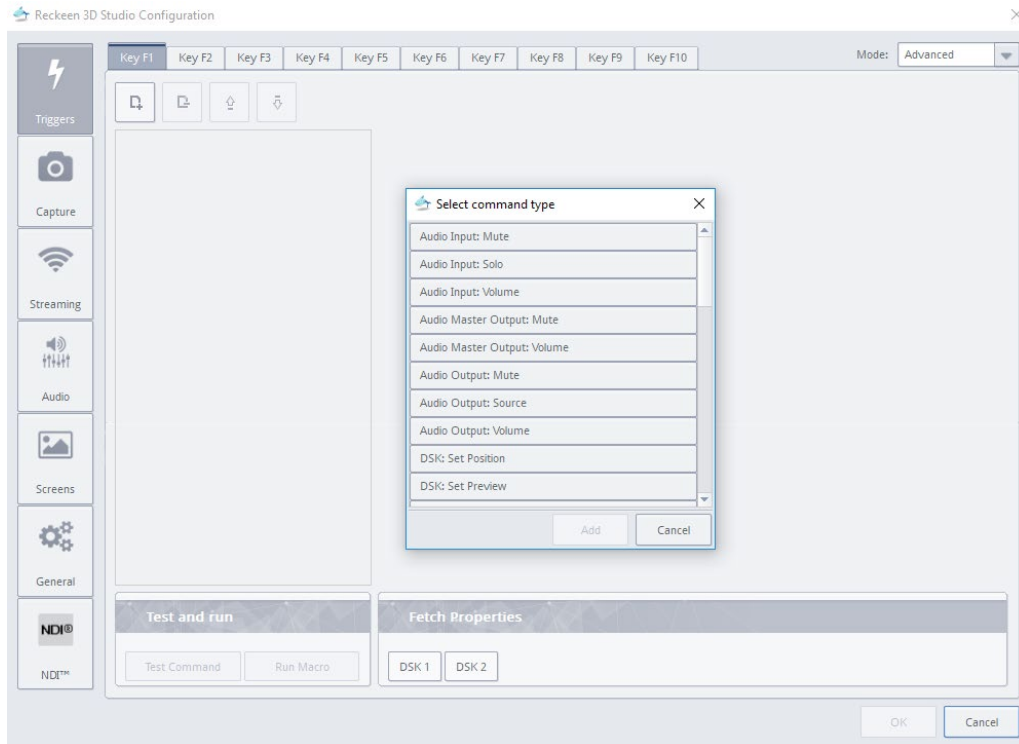 Reckeen 3D Studio Configuration
Key F1 Key F2 Key F3 Key F4 Key F5 Key F6 Key F7 Key F8 Key F9 Key F10 Mode: Advanced
Triggers
Capture
Streaming
Audio
Screens
General
NDI®
NDI™
Select command type
Audio Input: Mute
Audio Input: Solo
Audio Input: Volume
Audio Master Output: Mute
Audio Master Output: Volume
Audio Output: Mute
Audio Output: Source
Audio Output: Volume
DSK: Set Position
DSK: Set Preview
Add Cancel
Test and run
Test Command Run Macro
Fetch Properties
DSK 1 DSK 2
OK Cancel